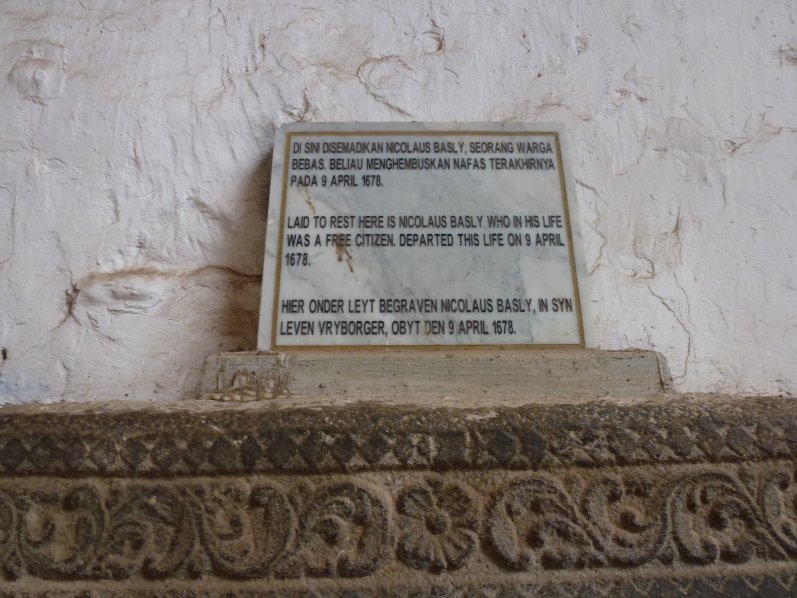 DI SINI DISEMADIKAN NICOLAUS BASLY, SEORANG WARGA
BEBAS. BELIAU MENGHEMBUSKAN NAFAS TERAKHIRNYA
PADA 9 APRIL 1678.
LAID TO REST HERE IS NICOLAUS BASLY WHO IN HIS LIFE
WAS A FREE CITIZEN. DEPARTED THIS LIFE ON 9 APRIL
1678.
HIER ONDER LEYT BEGRAVEN NICOLAUS BASLY, IN SYN
LEVEN VRYBORGER, OBYT DEN 9 APRIL 1678.